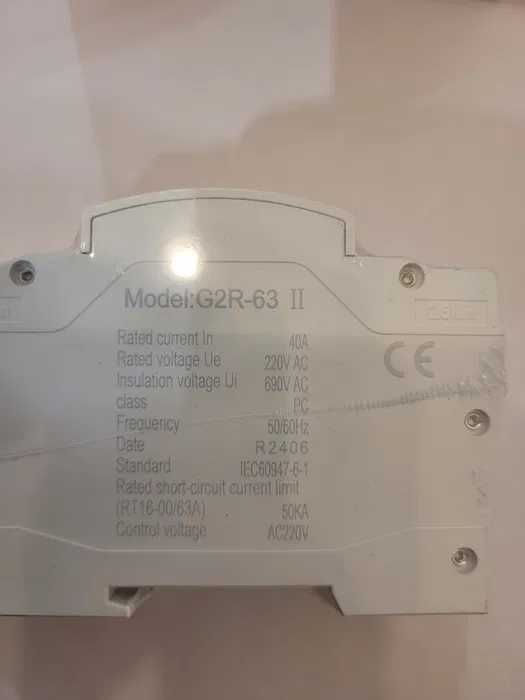 Model:G2R-63 II
Rated current In 40A
Rated voltage Ue 220V AC
Insulation voltage Ui 690V AC
class PC
Frequency 50/60Hz
Date R2406
Standard IEC60947-6-1
Rated short-circuit current limit
(RT16-00/63A) 50KA
Control voltage AC220V
CE